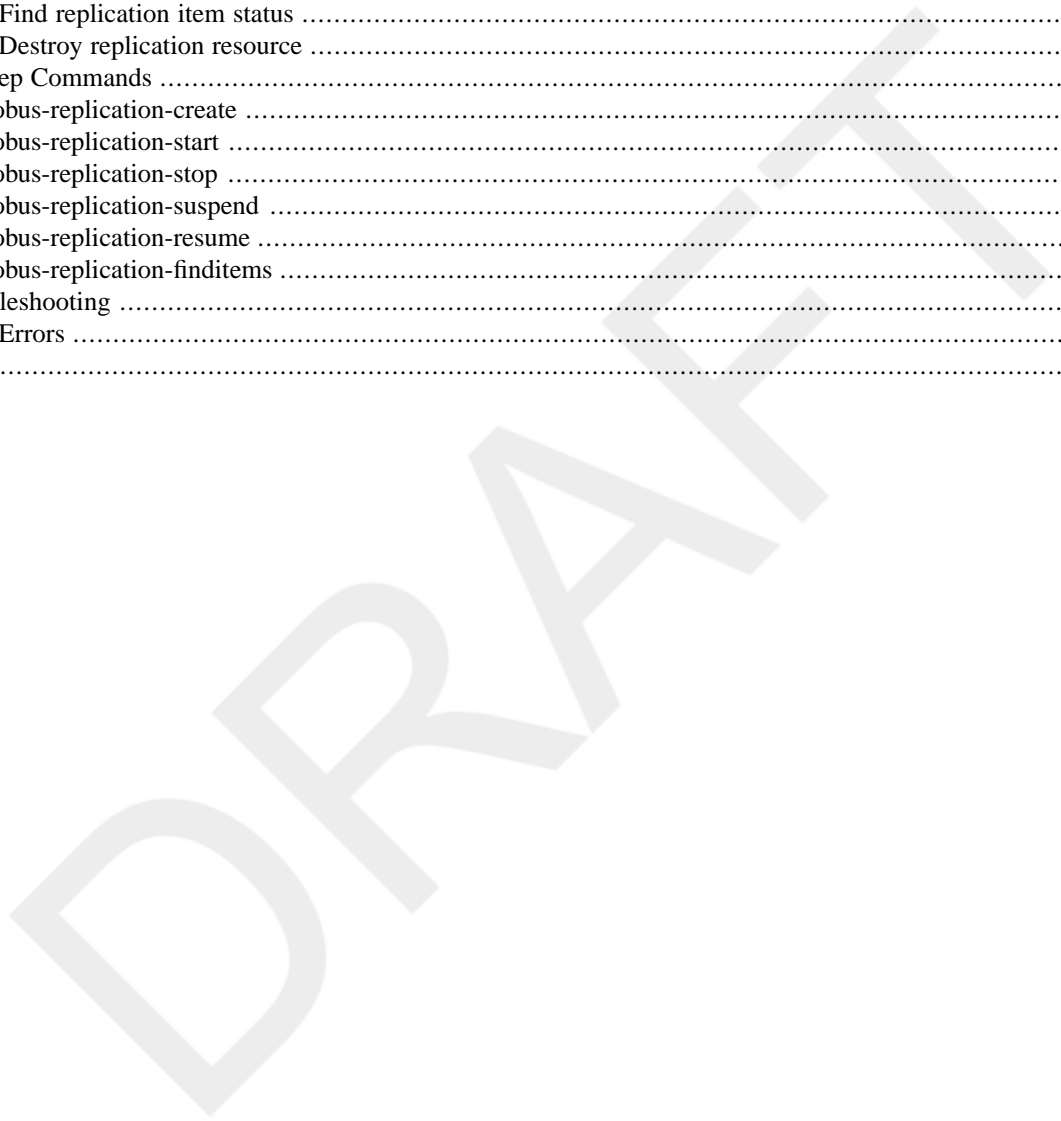 Find replication item status ........................................................................................................
Destroy replication resource ........................................................................................................
ep Commands ........................................................................................................
obus-replication-create ........................................................................................................
obus-replication-start ........................................................................................................
obus-replication-stop ........................................................................................................
obus-replication-suspend ........................................................................................................
obus-replication-resume ........................................................................................................
obus-replication-finditems ........................................................................................................
leshooting ........................................................................................................
Errors ........................................................................................................
........................................................................................................
DRAFT